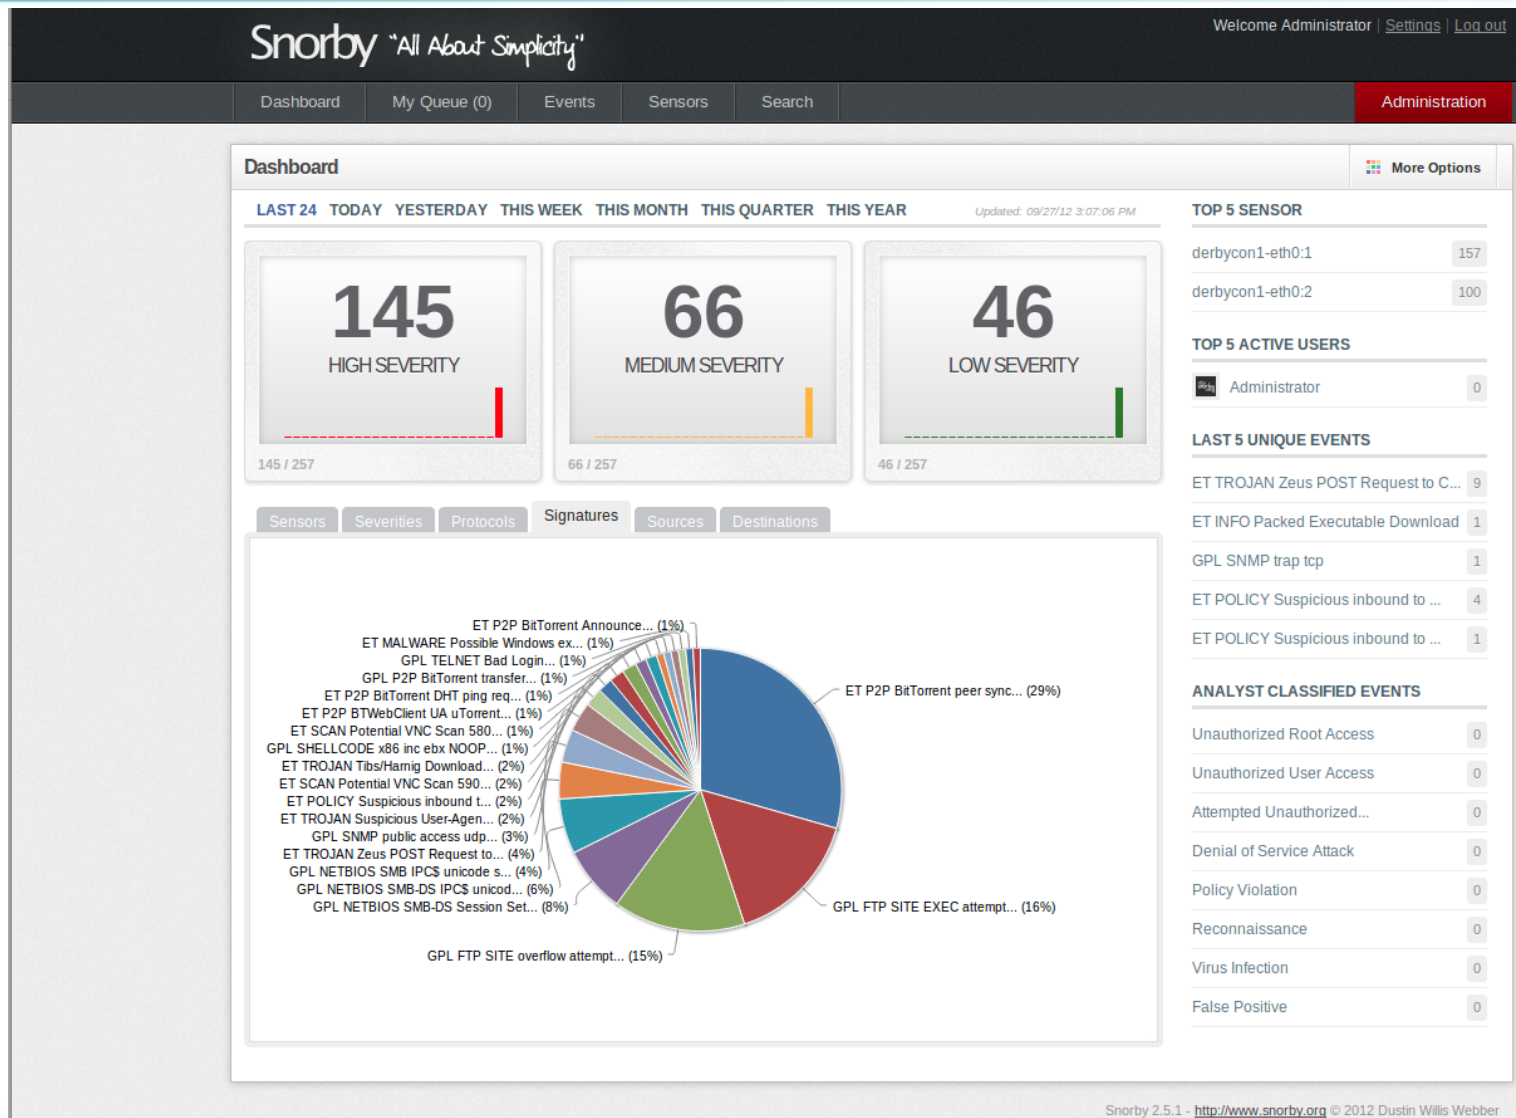 Snorby "All About Simplicity"
Welcome Administrator | Settings | Log out
Dashboard My Queue (0) Events Sensors Search Administration
Dashboard
More Options
LAST 24 TODAY YESTERDAY THIS WEEK THIS MONTH THIS QUARTER THIS YEAR
Updated: 09/27/12 3:07:06 PM
145
HIGH SEVERITY
145 / 257
66
MEDIUM SEVERITY
66 / 257
46
LOW SEVERITY
46 / 257
Sensors Severities Protocols Signatures Sources Destinations
ET P2P BitTorrent Announce... (1%)
ET MALWARE Possible Windows ex... (1%)
GPL TELNET Bad Login... (1%)
GPL P2P BitTorrent transfer... (1%)
ET P2P BitTorrent DHT ping req... (1%)
ET P2P BTWebClient UA uTorrent... (1%)
ET SCAN Potential VNC Scan 580... (1%)
GPL SHELLCODE x86 inc ebx NOOP... (1%)
ET TROJAN Tibs/Harnig Download... (2%)
ET SCAN Potential VNC Scan 590... (2%)
ET POLICY Suspicious inbound t... (2%)
ET TROJAN Suspicious User-Agen... (2%)
GPL SNMP public access udp... (3%)
ET TROJAN Zeus POST Request to... (4%)
GPL NETBIOS SMB IPC$ unicode s... (4%)
GPL NETBIOS SMB-DS IPC$ unicod... (6%)
GPL NETBIOS SMB-DS Session Set... (8%)
GPL FTP SITE overflow attempt... (15%)
ET P2P BitTorrent peer sync... (29%)
GPL FTP SITE EXEC attempt... (16%)
TOP 5 SENSOR
derbycon1-eth0:1 157
derbycon1-eth0:2 100
TOP 5 ACTIVE USERS
Administrator 0
LAST 5 UNIQUE EVENTS
ET TROJAN Zeus POST Request to C... 9
ET INFO Packed Executable Download 1
GPL SNMP trap tcp 1
ET POLICY Suspicious inbound to ... 4
ET POLICY Suspicious inbound to ... 1
ANALYST CLASSIFIED EVENTS
Unauthorized Root Access 0
Unauthorized User Access 0
Attempted Unauthorized... 0
Denial of Service Attack 0
Policy Violation 0
Reconnaissance 0
Virus Infection 0
False Positive 0
Snorby 2.5.1 - http://www.snorby.org © 2012 Dustin Willis Webber